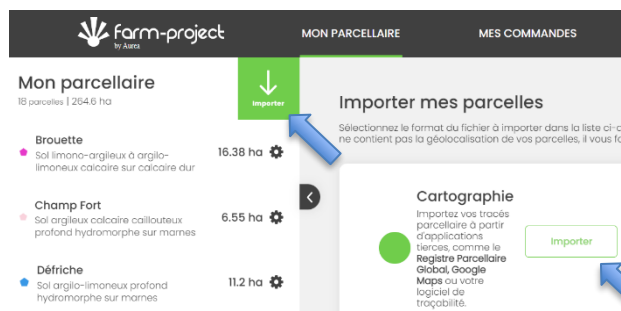 farm-project
by Aurea
MON PARCELLAIRE
MES COMMANDES
Mon parcellaire
18 parcelles | 264.6 ha
Importer
Brouette
Sol limono-argileux à argilo-
limoneux calcaire sur calcaire dur
16.38 ha
Champ Fort
Sol argileux calcaire caillouteux
profond hydromorphe sur marnes
6.55 ha
Défriche
Sol argilo-limoneux profond
hydromorphe sur marnes
11.2 ha
Importer mes parcelles
Sélectionnez le format du fichier à importer dans la liste ci-d
ne contient pas la géolocalisation de vos parcelles, il vous fa
Cartographie
Importez vos tracés
parcellaire à partir
d'applications
tierces, comme le
Registre Parcellaire
Global, Google
Maps ou votre
logiciel de
traçabilité.
Importer